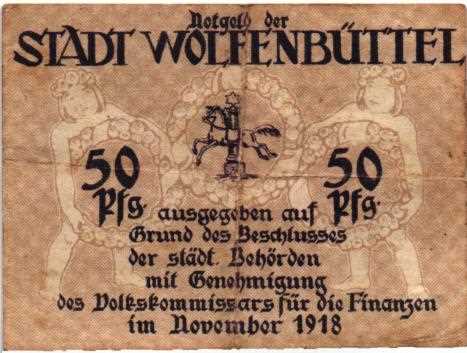 Notgeld der
STADT WOLFENBÜTTEL
50 Pfg. 50 Pfg.
ausgegeben auf
Grund des Beschlusses
der städt. Behörden
mit Genehmigung
des Volkskommissars für die Finanzen
im November 1918